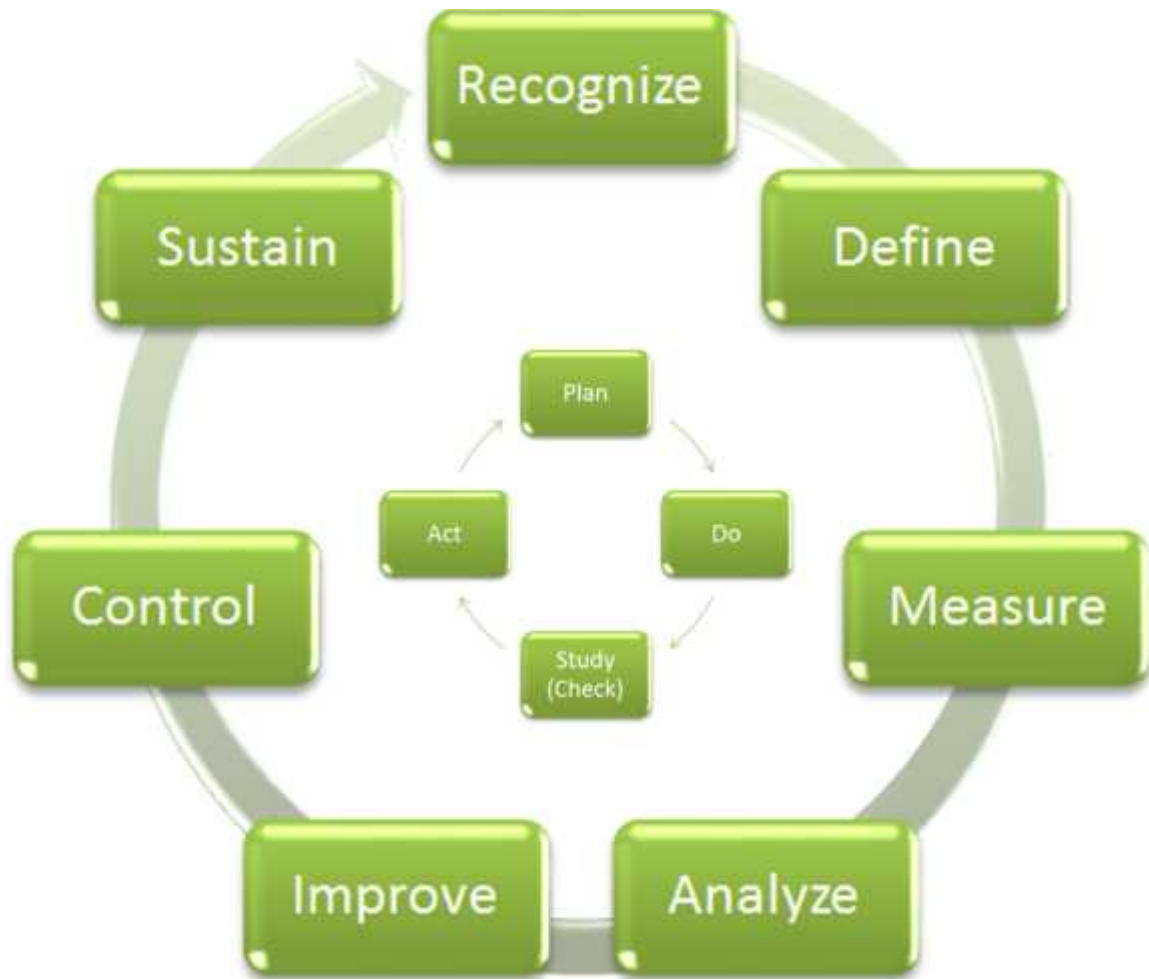 Recognize
Define
Measure
Analyze
Improve
Control
Sustain
Plan
Do
Study
(Check)
Act